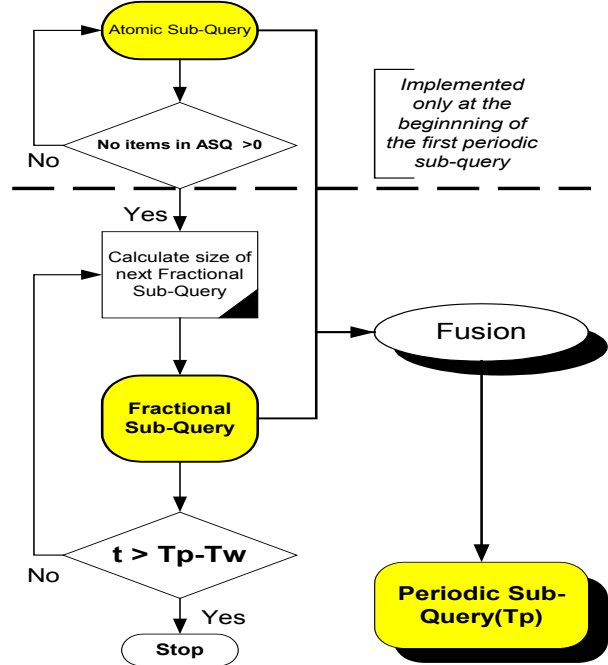 Atomic Sub-Query
Implemented
only at the
beginnning of
the first periodic
sub-query
No items in ASQ >0
No
Yes
Calculate size of
next Fractional
Sub-Query
Fusion
Fractional
Sub-Query
t > Tp-Tw
No
Yes
Stop
Periodic Sub-
Query(Tp)